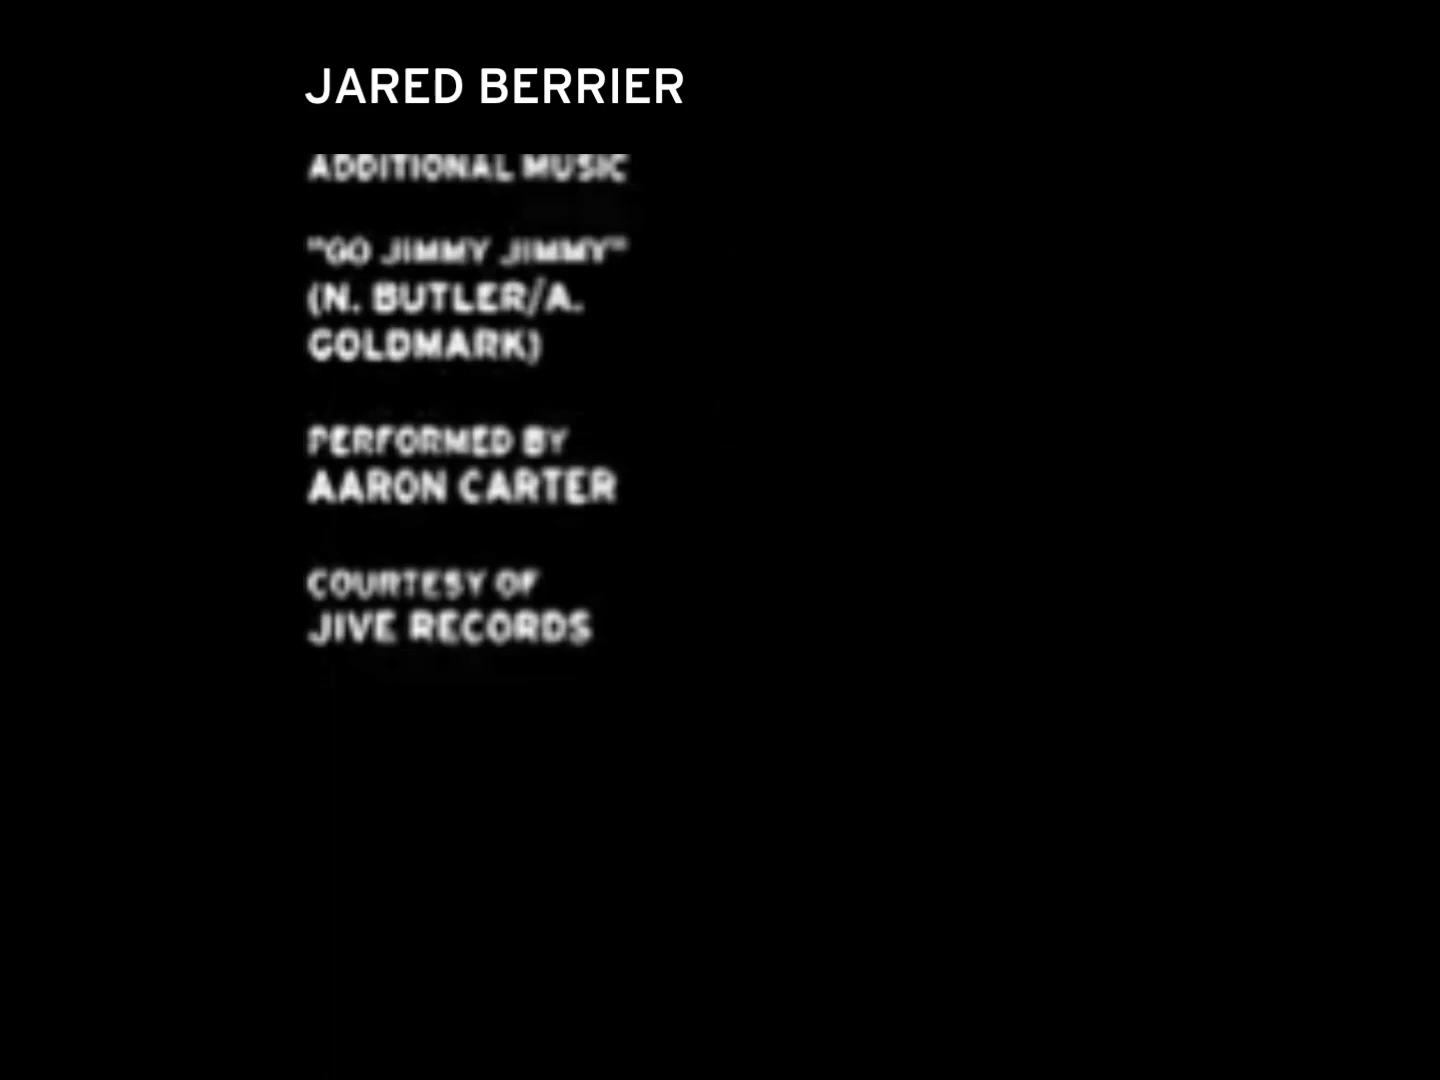 JARED BERRIER
ADDITIONAL MUSIC
"GO JIMMY JIMMY"
(N. BUTLER/A.
GOLDMARK)
PERFORMED BY
AARON CARTER
COURTESY OF
JIVE RECORDS